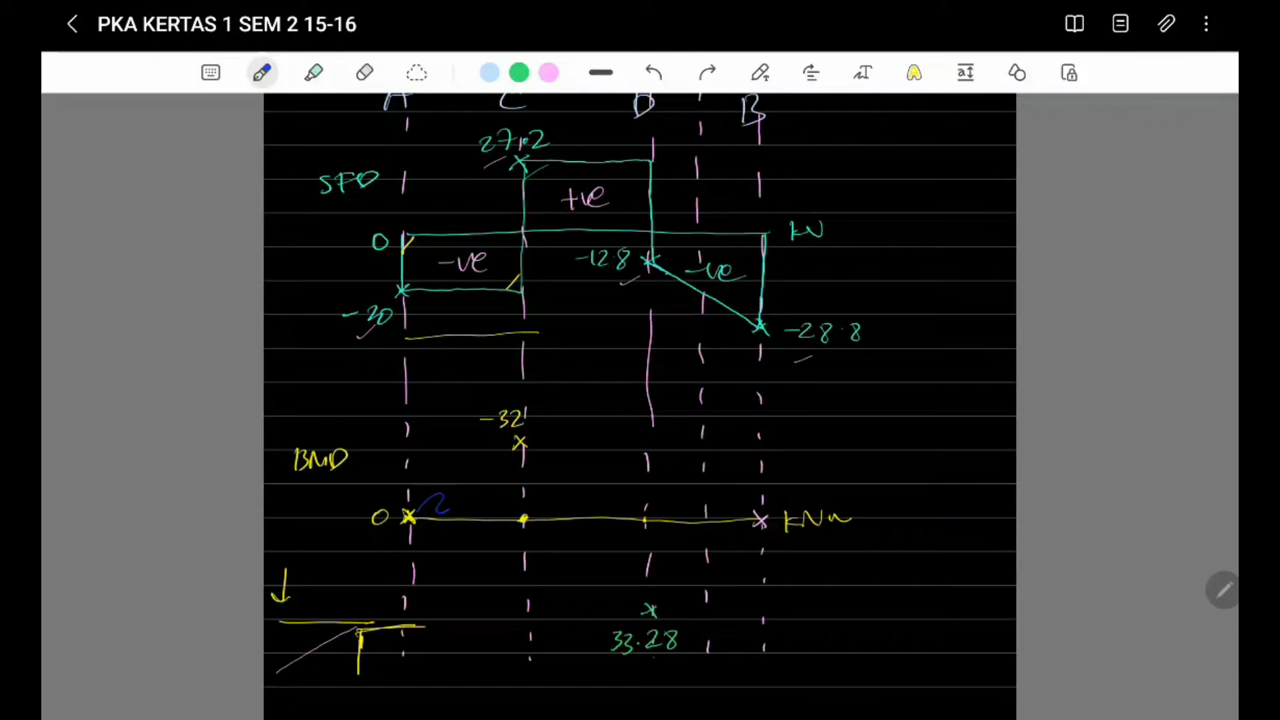 PKA KERTAS 1 SEM 2 15-16
A C D B
27.2
SFD
+ve
0
kN
-ve
-12.8
-ve
-20
-28.8
-32
BMD
0
kNm
33.28